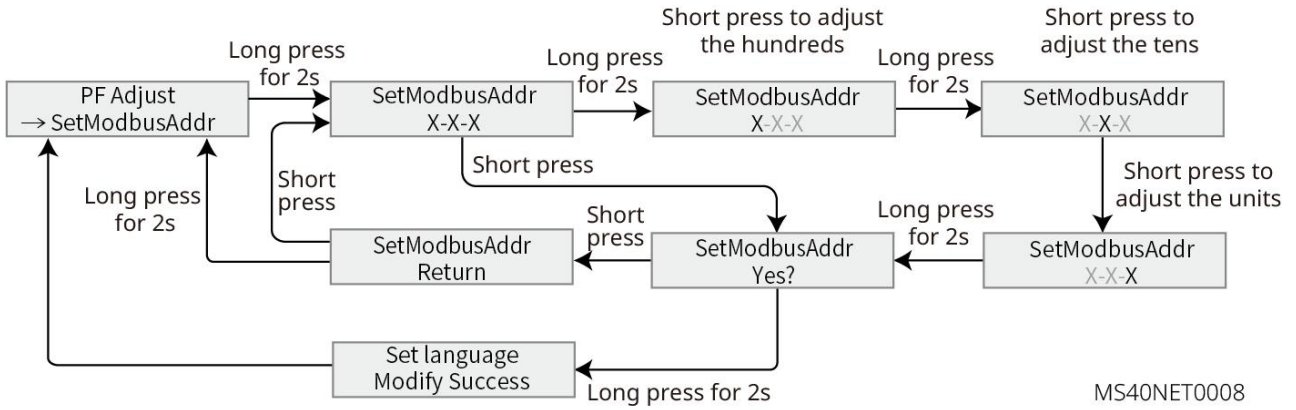 Short press to adjust
the hundreds
Short press to
adjust the tens
Long press
for 2s
Long press
for 2s
Long press
for 2s
PF Adjust
→ SetModbusAddr
SetModbusAddr
X-X-X
SetModbusAddr
X-X-X
SetModbusAddr
X-X-X
Short press
Short press to
adjust the units
Long press
for 2s
Short
press
Short
press
Long press
for 2s
SetModbusAddr
Return
SetModbusAddr
Yes?
SetModbusAddr
X-X-X
Set language
Modify Success
Long press for 2s
MS40NET0008